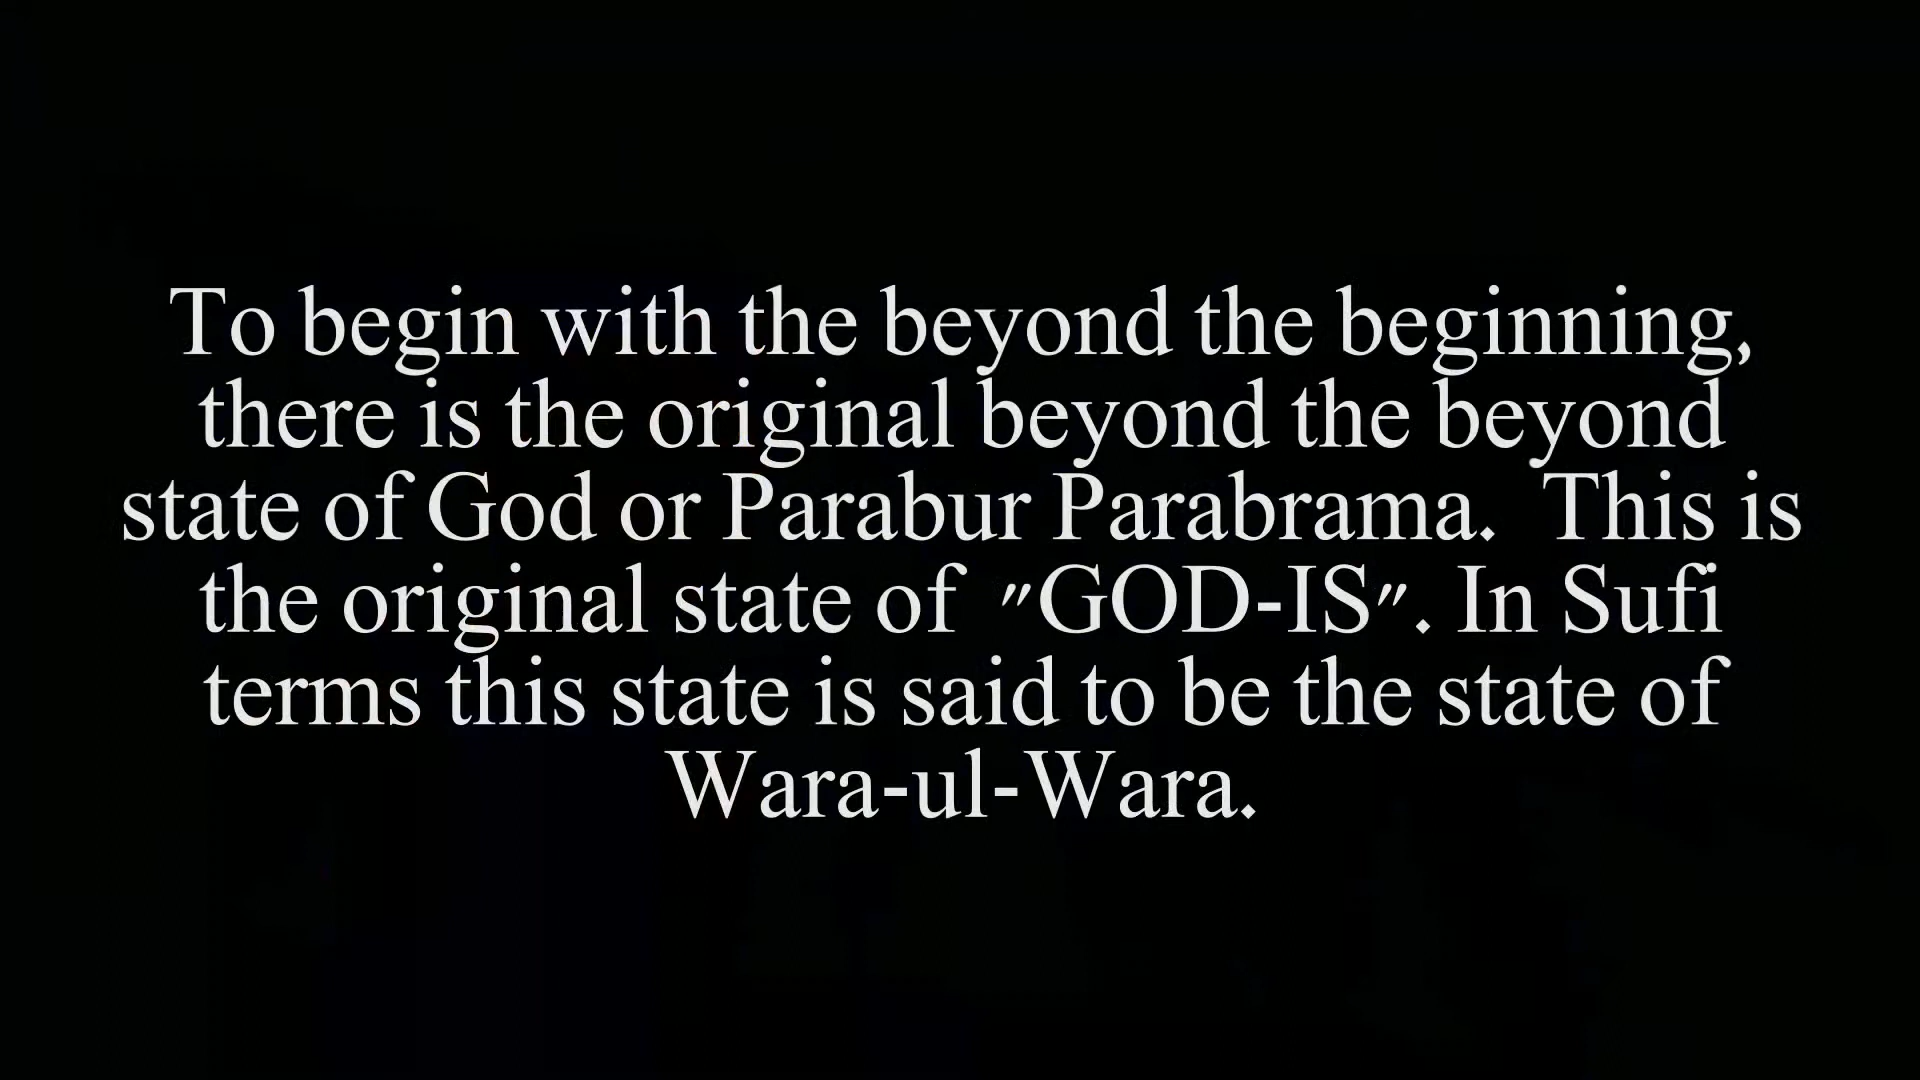 To begin with the beyond the beginning,
there is the original beyond the beyond
state of God or Parabur Parabrama.  This is
the original state of  "GOD-IS". In Sufi
terms this state is said to be the state of
Wara-ul-Wara.